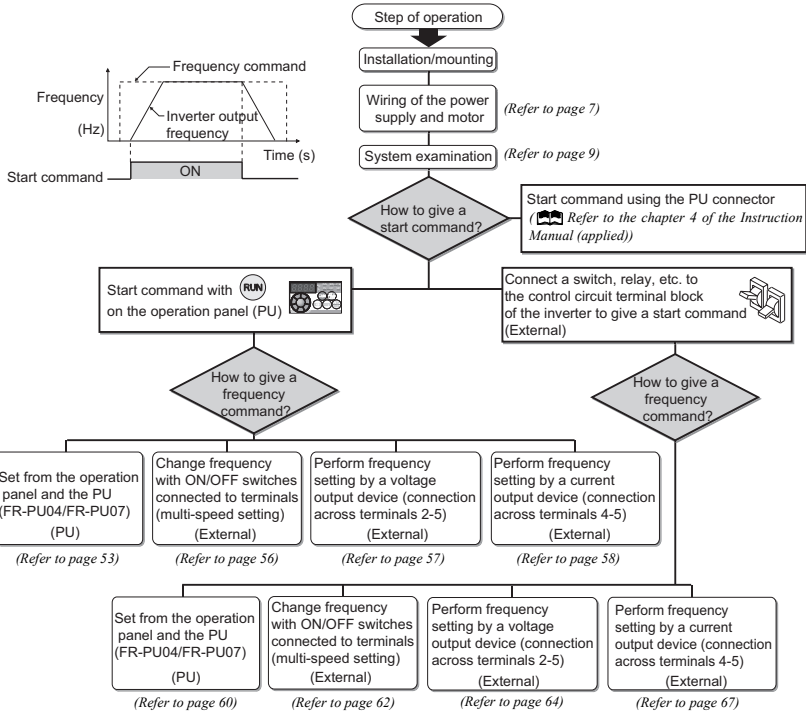 Step of operation
Installation/mounting
Wiring of the power
supply and motor
(Refer to page 7)
System examination
(Refer to page 9)
Frequency command
Frequency
(Hz)
Inverter output
frequency
Time (s)
Start command
ON
How to give a
start command?
Start command using the PU connector
( Refer to the chapter 4 of the Instruction
Manual (applied))
Start command with RUN
on the operation panel (PU)
Connect a switch, relay, etc. to
the control circuit terminal block
of the inverter to give a start command
(External)
How to give a
frequency
command?
How to give a
frequency
command?
Set from the operation
panel and the PU
(FR-PU04/FR-PU07)
(PU)
(Refer to page 53)
Change frequency
with ON/OFF switches
connected to terminals
(multi-speed setting)
(External)
(Refer to page 56)
Perform frequency
setting by a voltage
output device (connection
across terminals 2-5)
(External)
(Refer to page 57)
Perform frequency
setting by a current
output device (connection
across terminals 4-5)
(External)
(Refer to page 58)
Set from the operation
panel and the PU
(FR-PU04/FR-PU07)
(PU)
(Refer to page 60)
Change frequency
with ON/OFF switches
connected to terminals
(multi-speed setting)
(External)
(Refer to page 62)
Perform frequency
setting by a voltage
output device (connection
across terminals 2-5)
(External)
(Refer to page 64)
Perform frequency
setting by a current
output device (connection
across terminals 4-5)
(External)
(Refer to page 67)